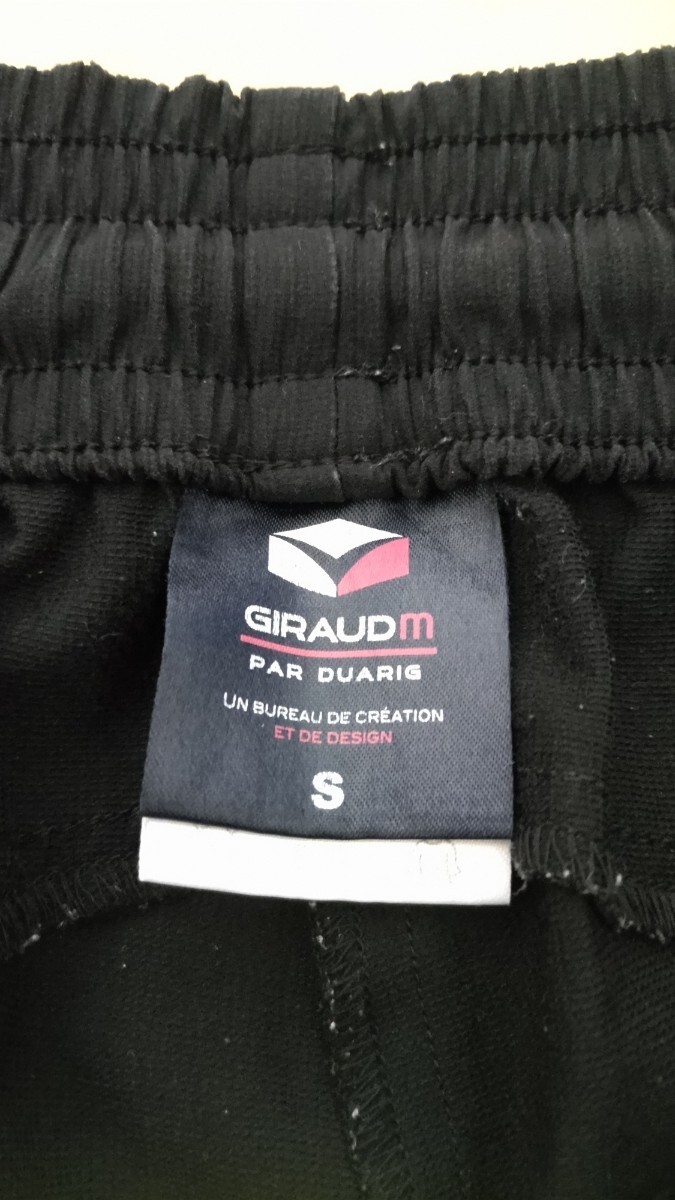 GIRAUDM
PAR DUARIG
UN BUREAU DE CRÉATION
ET DE DESIGN
S